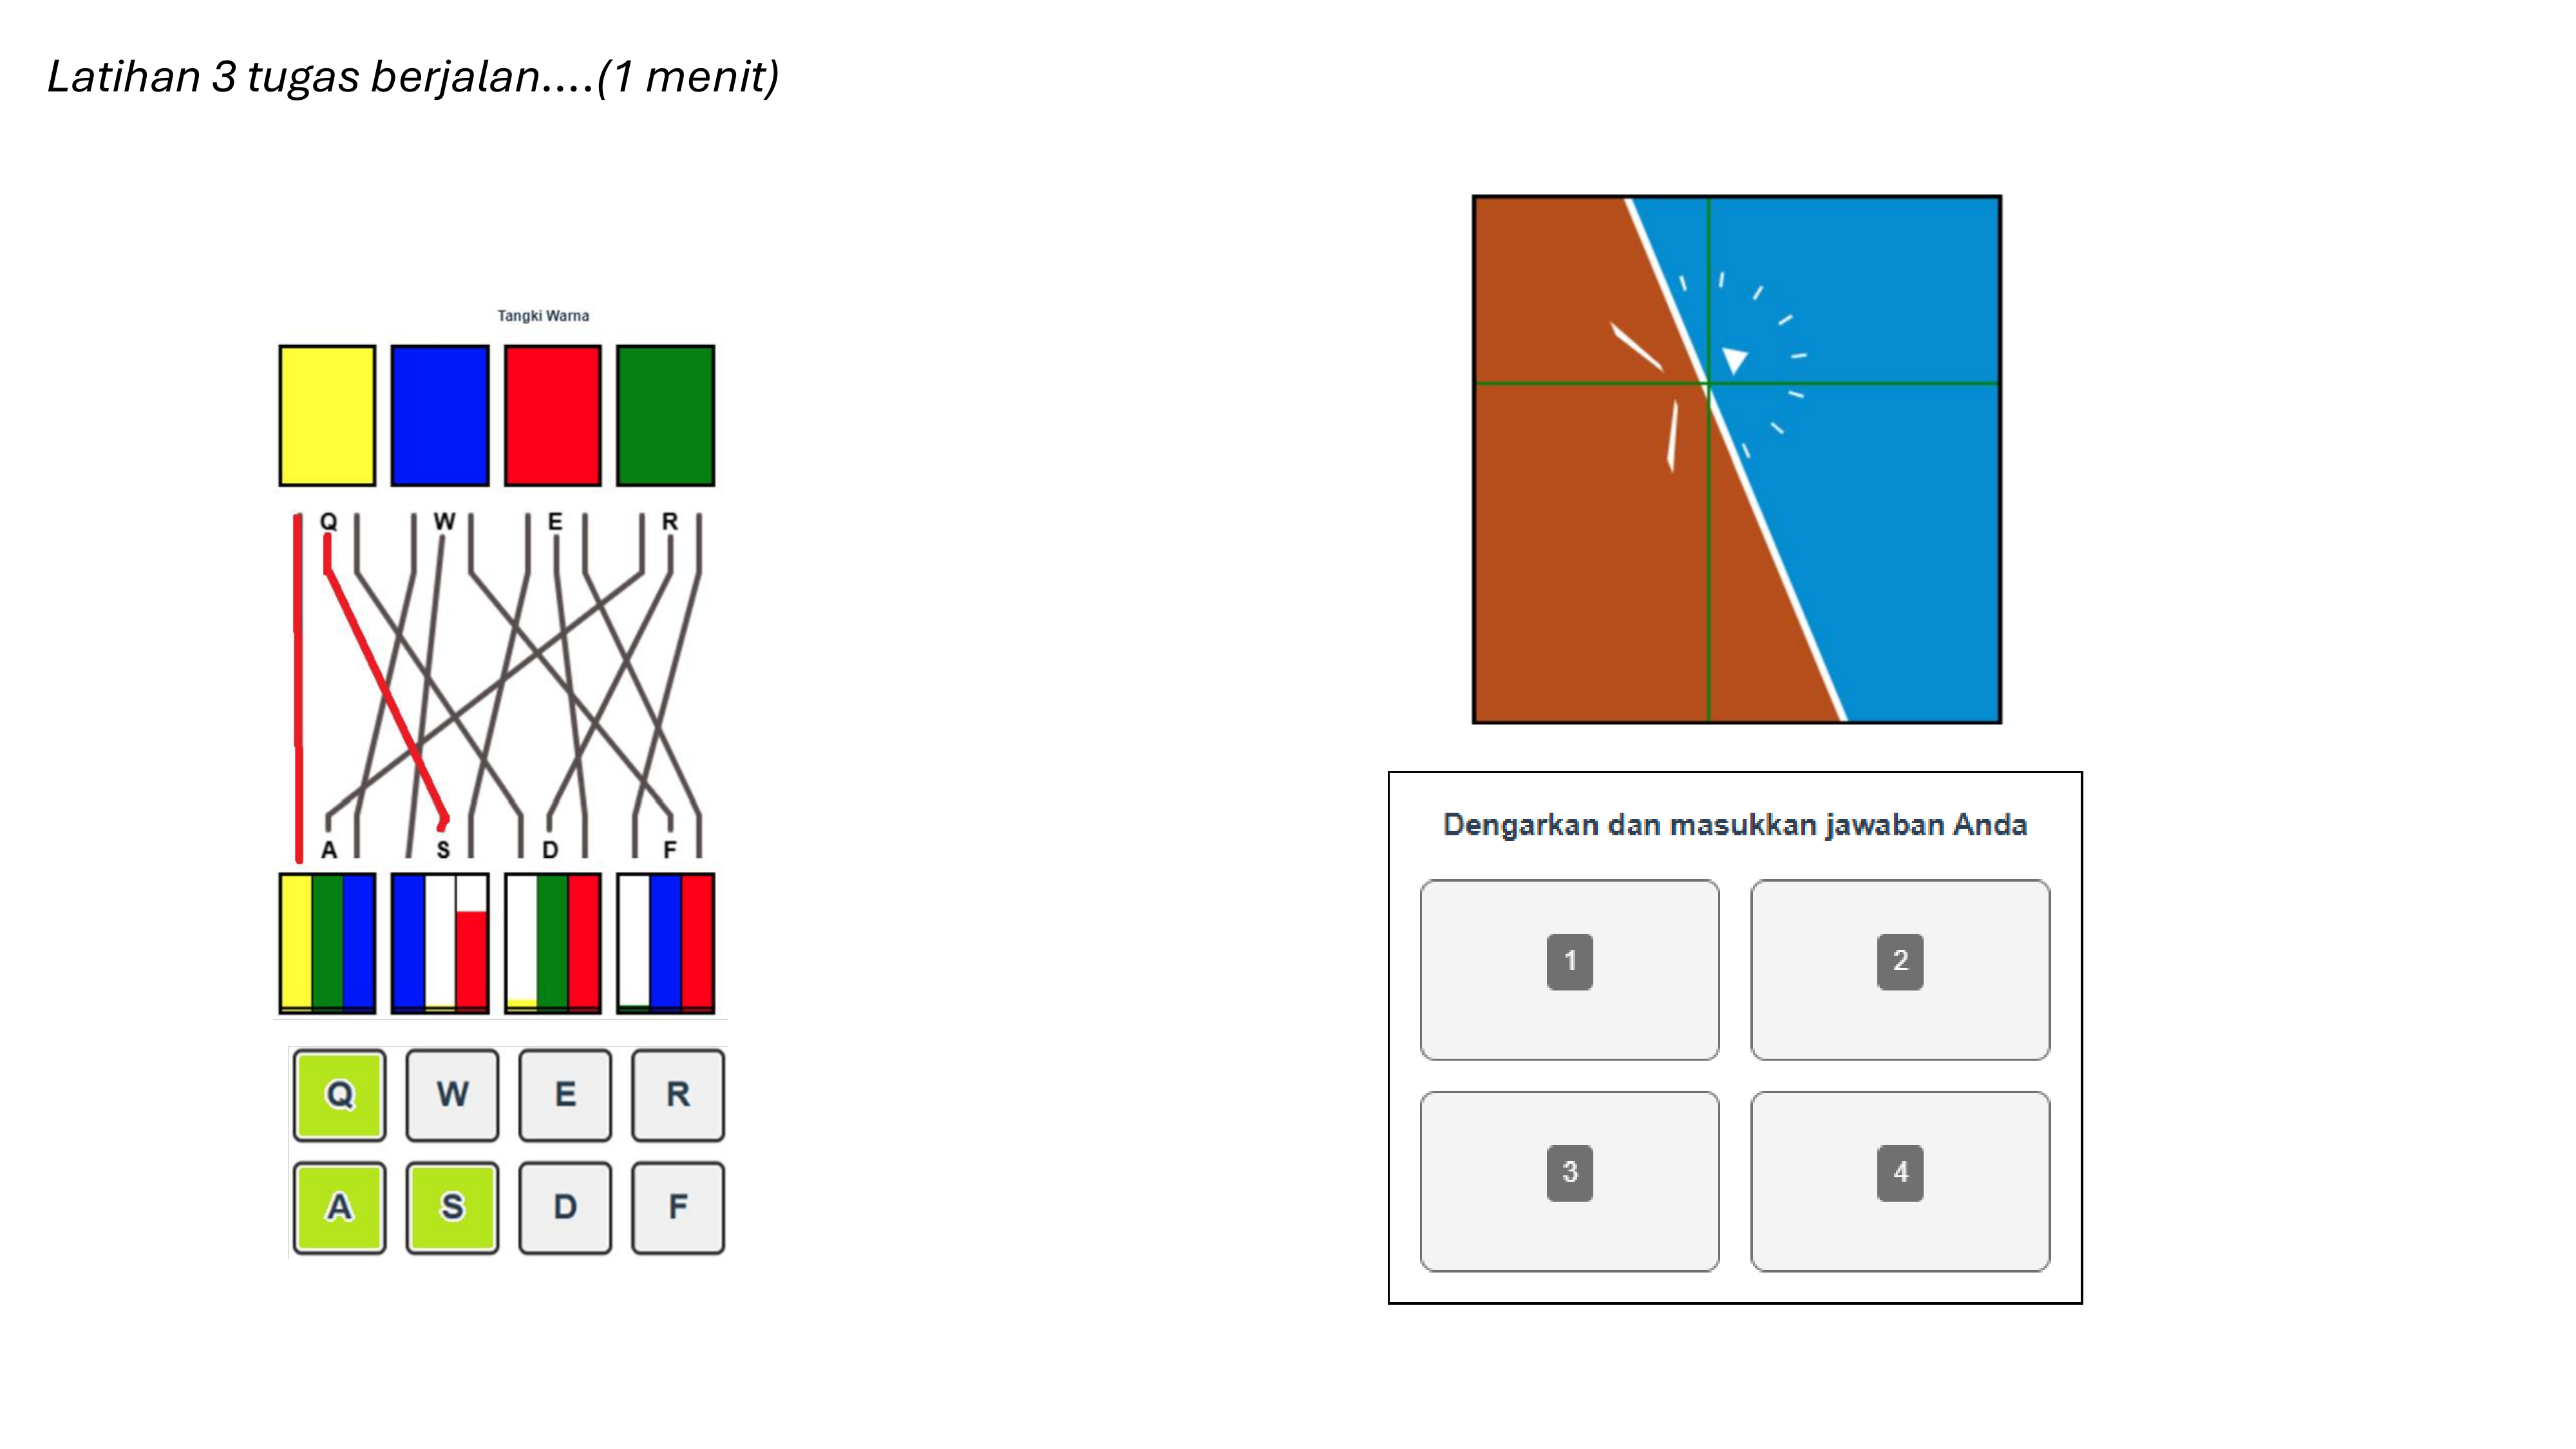 Latihan 3 tugas berjalan....(1 menit)
Tangki Warna
Q W E R
A S D F
Q W E R
A S D F
Dengarkan dan masukkan jawaban Anda
1 2
3 4